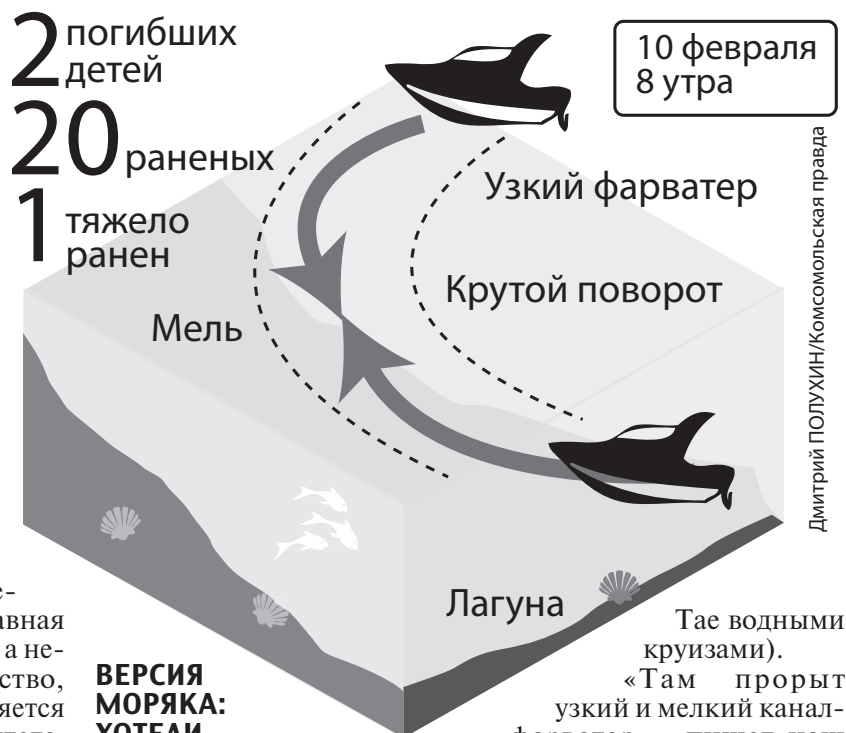 2 погибших
детей
20 раненых
1 тяжело
ранен
10 февраля
8 утра
Узкий фарватер
Крутой поворот
Мель
Лагуна
Дмитрий ПОЛУХИН/Комсомольская правда
ВЕРСИЯ
МОРЯКА:
ХОТЕЛИ
Тае водными
круизами).
«Там прорыт
узкий и мелкий канал-